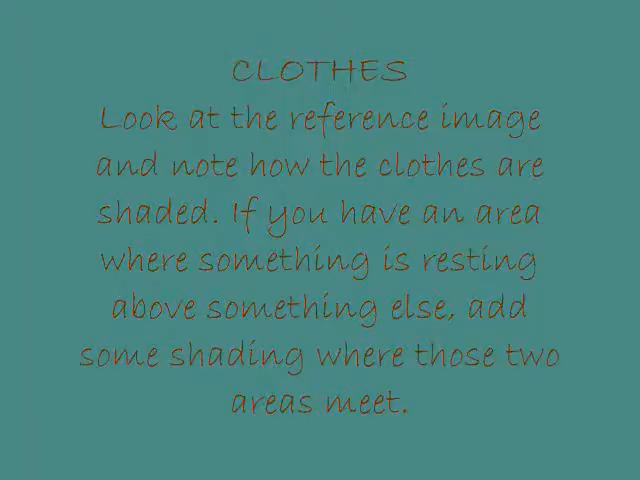 CLOTHES
Look at the reference image
and note how the clothes are
shaded. If you have an area
where something is resting
above something else, add
some shading where those two
areas meet.